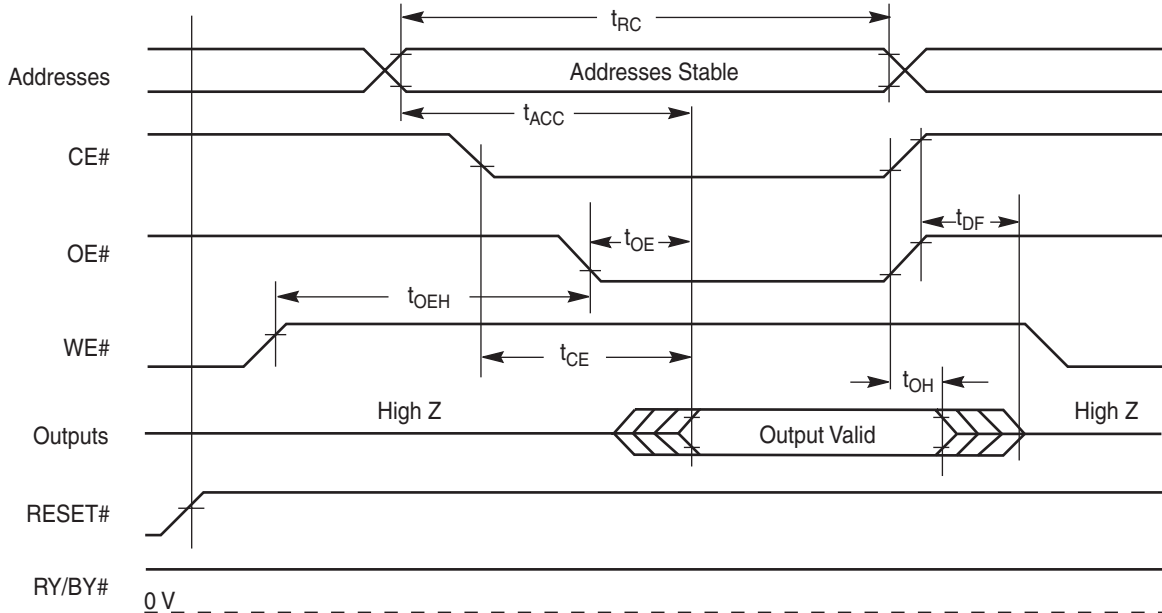 tRC
Addresses
Addresses Stable
tACC
CE#
tDF
OE#
tOE
tOEH
WE#
tCE
tOH
High Z
High Z
Outputs
Output Valid
RESET#
RY/BY#
0 V